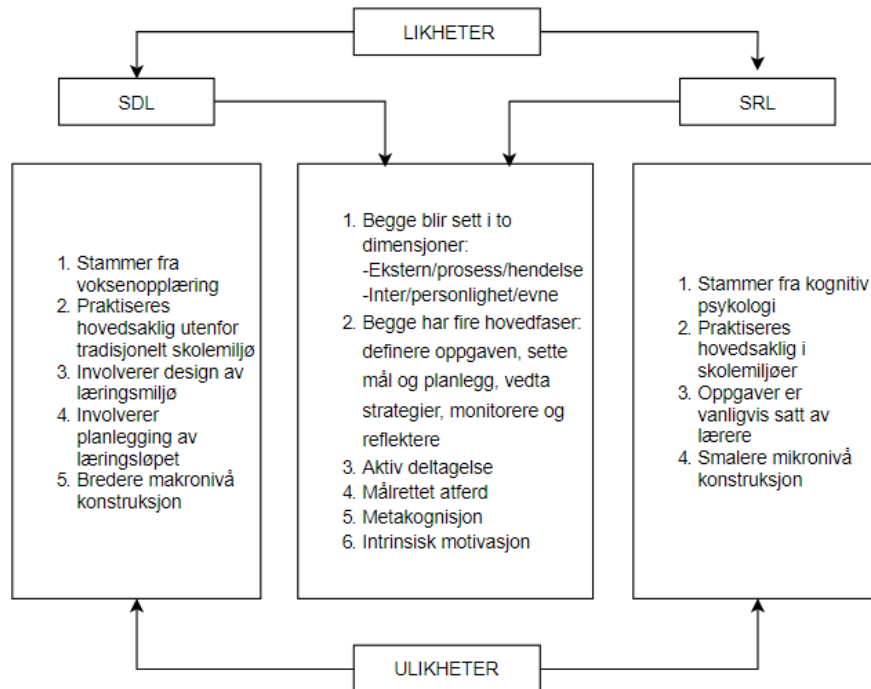 LIKHETER
SDL
SRL
1. Stammer fra
voksenopplæring
2. Praktiseres
hovedsaklig utenfor
tradisjonelt skolemiljø
3. Involverer design av
læringsmiljø
4. Involverer
planlegging av
læringsløpet
5. Bredere makronivå
konstruksjon
1. Begge blir sett i to
dimensjoner:
-Ekstern/prosess/hendelse
-Inter/personlighet/evne
2. Begge har fire hovedfaser:
definere oppgaven, sette
mål og planlegg, vedta
strategier, monitorere og
reflektere
3. Aktiv deltagelse
4. Målrettet atferd
5. Metakognisjon
6. Intrinsisk motivasjon
1. Stammer fra kognitiv
psykologi
2. Praktiseres
hovedsaklig i
skolemiljøer
3. Oppgaver er
vanligvis satt av
lærere
4. Smalere mikronivå
konstruksjon
ULIKHETER